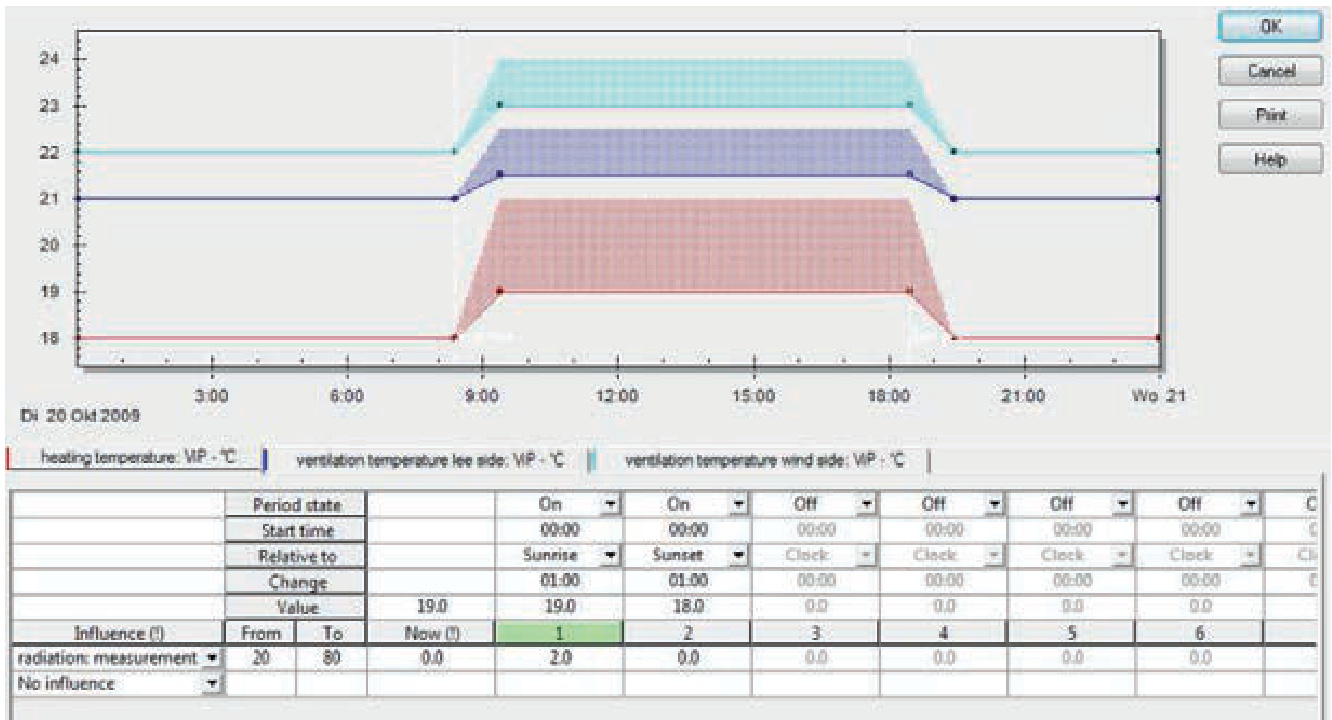 OK
Cancel
Print
Help
24
23
22
21
20
19
18
3:00 6:00 9:00 12:00 15:00 18:00 21:00 Wo 21
Di 20 Okt 2009
heating temperature: VIP - °C ventilation temperature lee side: VIP - °C ventilation temperature wind side: VIP - °C
Period state On On Off Off Off Off
Start time 00:00 00:00 00:00 00:00 00:00 00:00
Relative to Sunrise Sunset Clock Clock Clock Clock
Change 01:00 01:00 00:00 00:00 00:00 00:00
Value 19.0 19.0 18.0 0.0 0.0 0.0 0.0
Influence (!) From To Now (!) 1 2 3 4 5 6
radiation: measurement 20 80 0.0 2.0 0.0 0.0 0.0 0.0 0.0
No influence